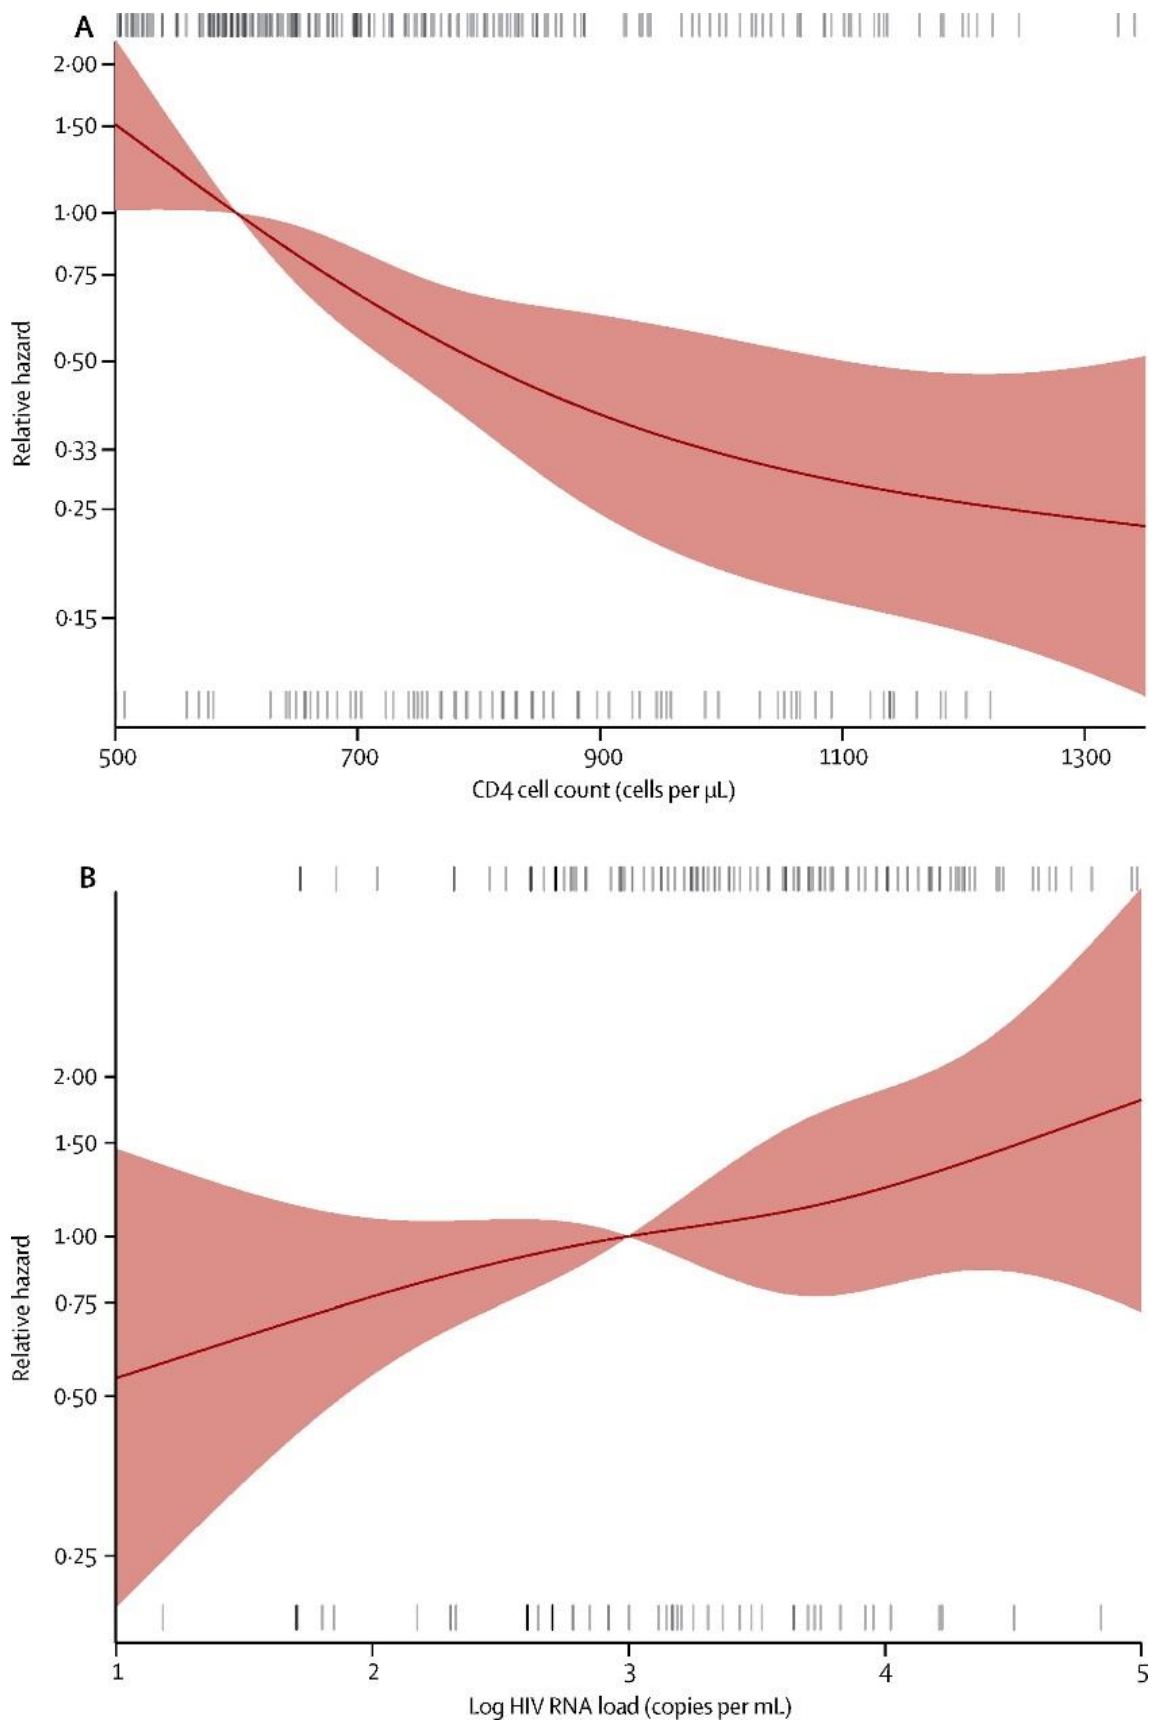 A
2·00
1·50
1·00
0·75
0·50
0·33
0·25
0·15
Relative hazard
500 700 900 1100 1300
CD4 cell count (cells per μL)
B
2·00
1·50
1·00
0·75
0·50
0·25
Relative hazard
1 2 3 4 5
Log HIV RNA load (copies per mL)